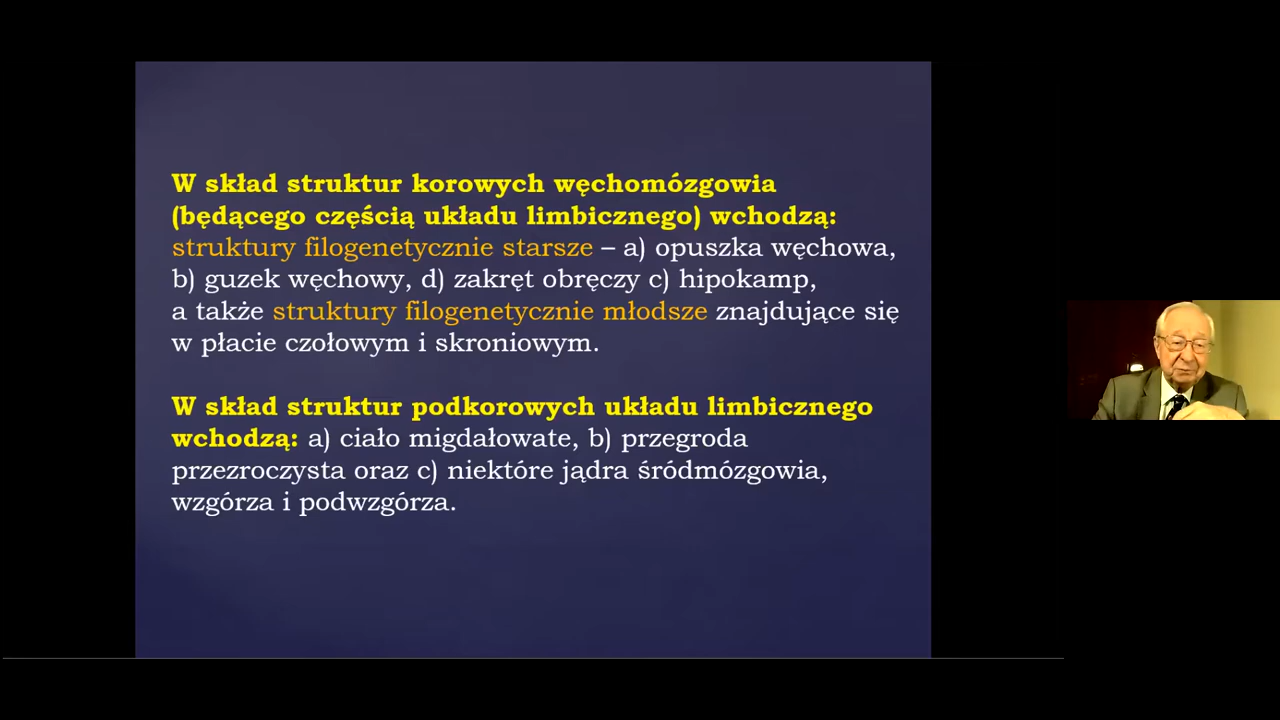 W skład struktur korowych węchomózgowia
(będącego częścią układu limbicznego) wchodzą:
struktury filogenetycznie starsze – a) opuszka węchowa,
b) guzek węchowy, d) zakręt obręczy c) hipokamp,
a także struktury filogenetycznie młodsze znajdujące się
w płacie czołowym i skroniowym.
W skład struktur podkorowych układu limbicznego
wchodzą: a) ciało migdałowate, b) przegroda
przezroczysta oraz c) niektóre jądra śródmózgowia,
wzgórza i podwzgórza.